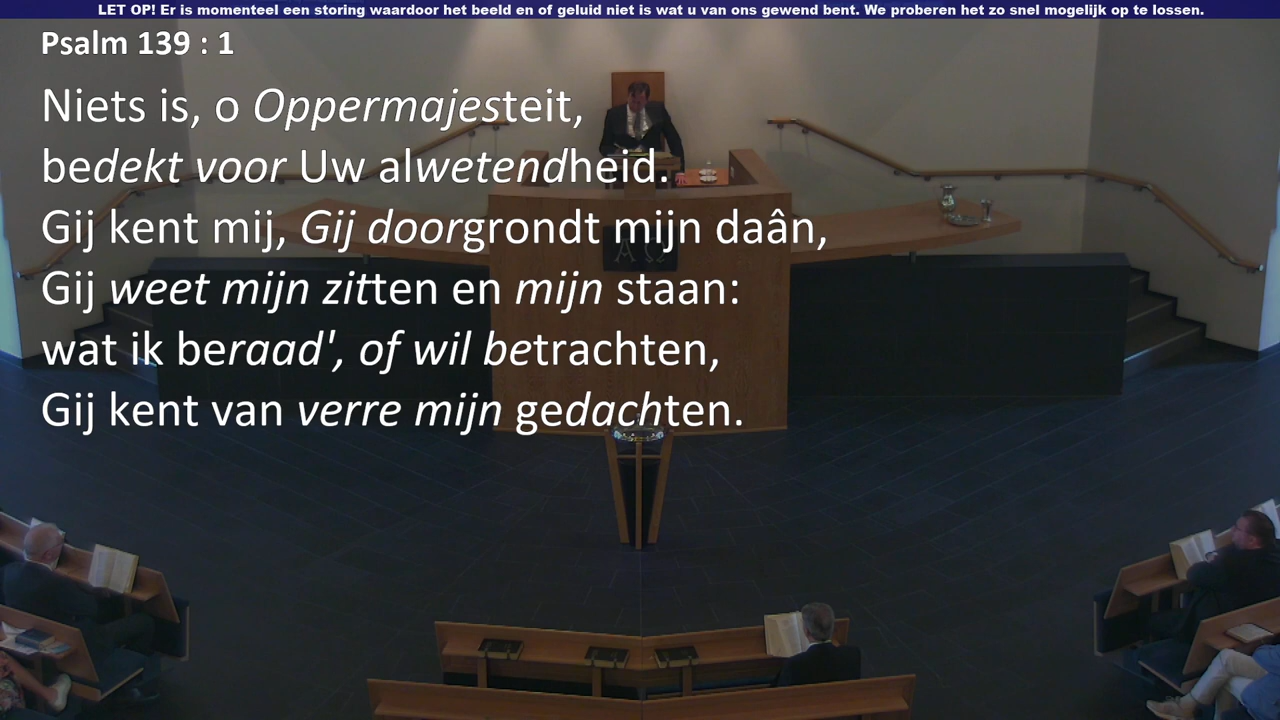 LET OP! Er is momenteel een storing waardoor het beeld en of geluid niet is wat u van ons gewend bent. We proberen het zo snel mogelijk op te lossen.
Psalm 139 : 1
Niets is, o Oppermajesteit,
bedekt voor Uw alwetendheid.
Gij kent mij, Gij doorgrondt mijn daân,
Gij weet mijn zitten en mijn staan:
wat ik beraad', of wil betrachten,
Gij kent van verre mijn gedachten.
ΑΩ